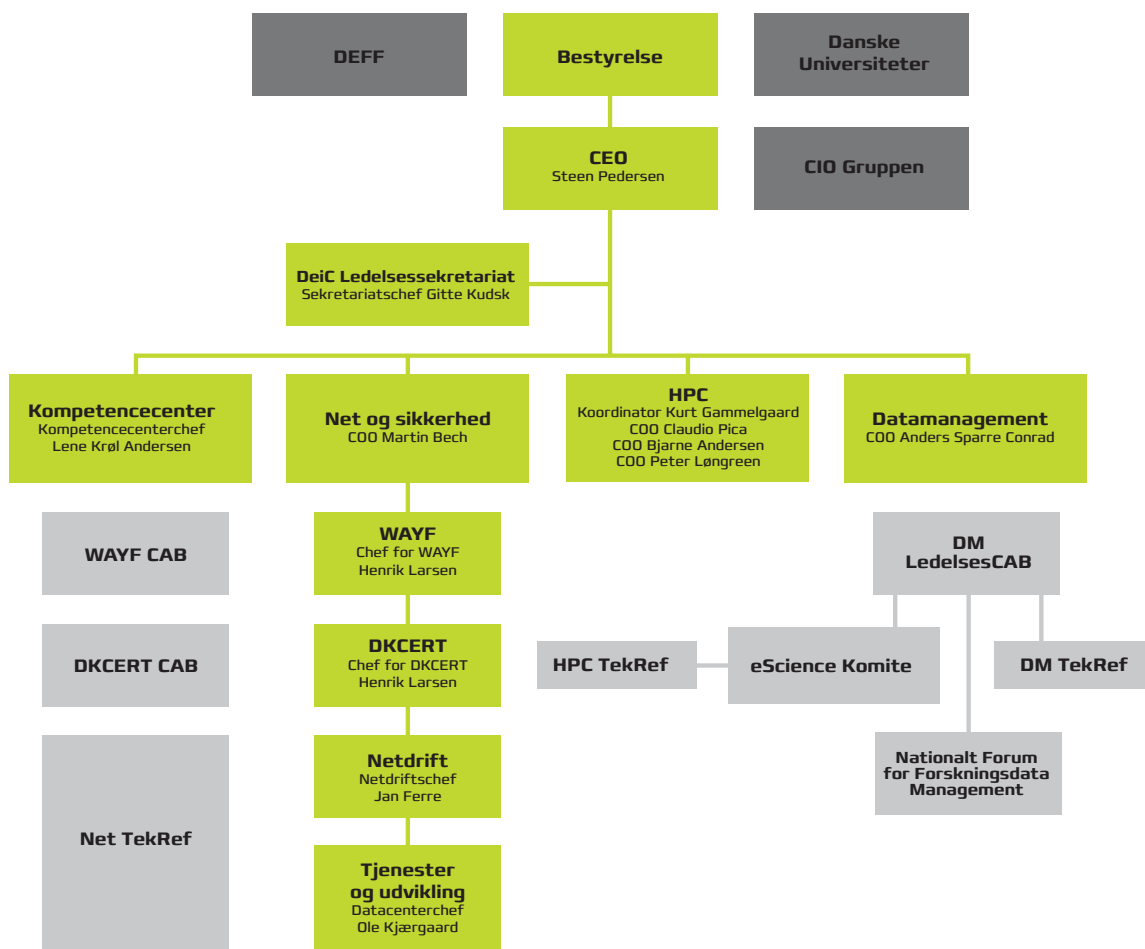 DEFF
Bestyrelse
Danske
Universiteter
CEO
Steen Pedersen
CIO Gruppen
DeiC Ledelsessekretariat
Sekretariatschef Gitte Kudsk
Kompetencecenter
Kompetencecenterchef
Lene Krøl Andersen
Net og sikkerhed
COO Martin Bech
HPC
Koordinator Kurt Gammelgaard
COO Claudio Pica
COO Bjarne Andersen
COO Peter Løngreen
Datamanagement
COO Anders Sparre Conrad
WAYF CAB
WAYF
Chef for WAYF
Henrik Larsen
DM
LedelsesCAB
DKCERT CAB
DKCERT
Chef for DKCERT
Henrik Larsen
HPC TekRef
eScience Komite
DM TekRef
Net TekRef
Netdrift
Netdriftschef
Jan Ferre
Nationalt Forum
for Forskningsdata
Management
Tjenester
og udvikling
Datacenterchef
Ole Kjærgaard